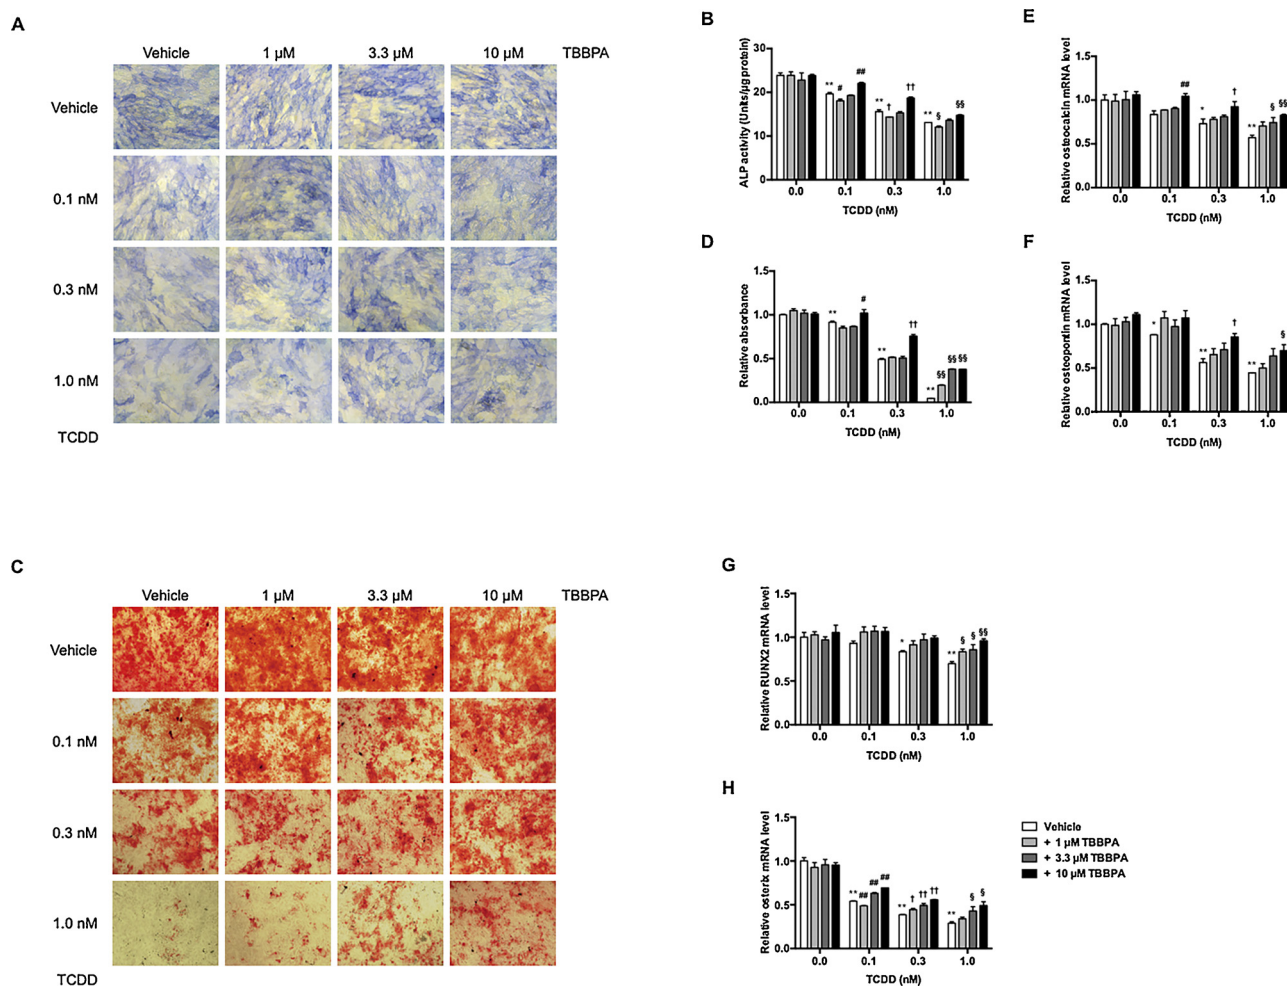 A
Vehicle 1 µM 3.3 µM 10 µM TBBPA
Vehicle
0.1 nM
0.3 nM
1.0 nM
TCDD
B
ALP activity (Units/µgprotein)
30
20
10
0
** # ##
** † ††
** § §§
0.0 0.1 0.3 1.0
TCDD (nM)
E
Relative osteocalcin mRNA level
1.5
1.0
0.5
0.0
##
* †
** § §§
0.0 0.1 0.3 1.0
TCDD (nM)
D
Relative absorbance
1.5
1.0
0.5
0.0
** #
** ††
** §§ §§ §§
0.0 0.1 0.3 1.0
TCDD (nM)
F
Relative osteopontin mRNA level
1.5
1.0
0.5
0.0
*
** †
** §
0.0 0.1 0.3 1.0
TCDD (nM)
C
Vehicle 1 µM 3.3 µM 10 µM TBBPA
Vehicle
0.1 nM
0.3 nM
1.0 nM
TCDD
G
Relative RUNX2 mRNA level
1.5
1.0
0.5
0.0
*
** § § §§
0.0 0.1 0.3 1.0
TCDD (nM)
H
Relative osterix mRNA level
1.5
1.0
0.5
0.0
** ## ## ##
** † †† ††
** § §
0.0 0.1 0.3 1.0
TCDD (nM)
Vehicle
+ 1 µM TBBPA
+ 3.3 µM TBBPA
+ 10 µM TBBPA